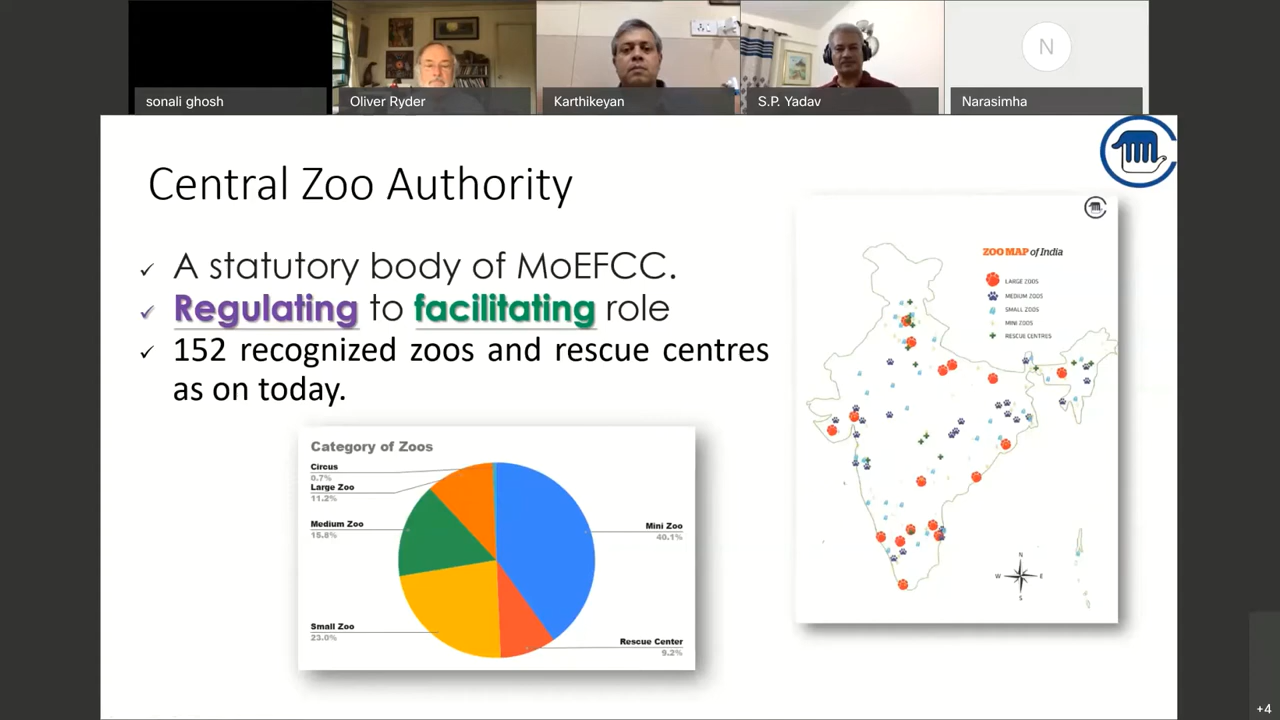 sonali ghosh
Oliver Ryder
Karthikeyan
S.P. Yadav
N
Narasimha
Central Zoo Authority
A statutory body of MoEFCC.
Regulating to facilitating role
152 recognized zoos and rescue centres
as on today.
Category of Zoos
Circus
0.7%
Large Zoo
11.2%
Medium Zoo
15.8%
Small Zoo
23.0%
Mini Zoo
40.1%
Rescue Center
9.2%
ZOO MAP of India
LARGE ZOOS
MEDIUM ZOOS
SMALL ZOOS
MINI ZOOS
RESCUE CENTRES
N
W E
S
+4